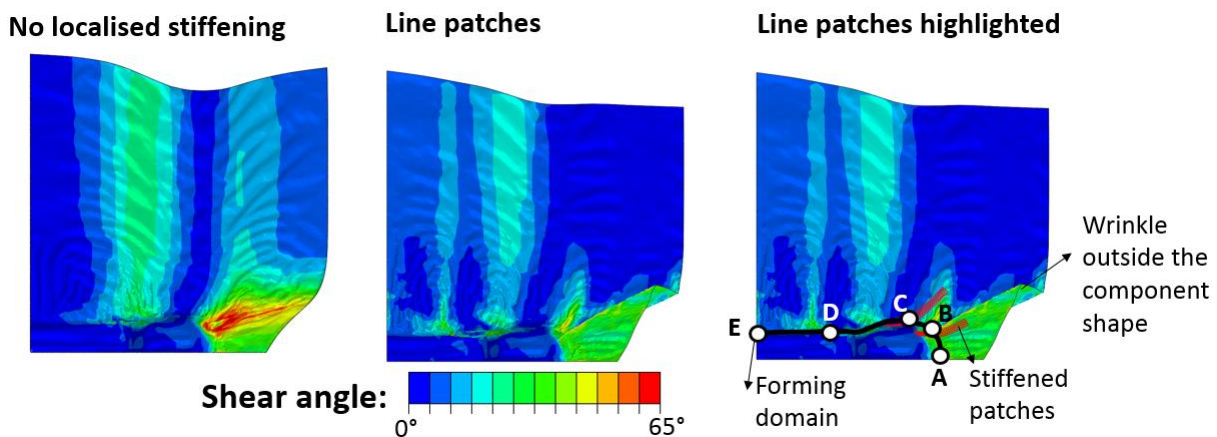 No localised stiffening
Line patches
Line patches highlighted
Wrinkle
outside the
component
shape
E
D
C
B
A
Forming
domain
Stiffened
patches
Shear angle:
0°
65°